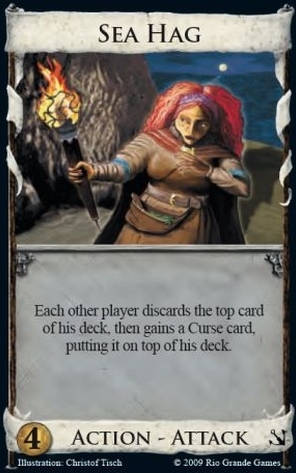 Sea Hag
Each other player discards the top card
of his deck, then gains a Curse card,
putting it on top of his deck.
4 Action - Attack
Illustration: Christof Tisch © 2009 Rio Grande Games